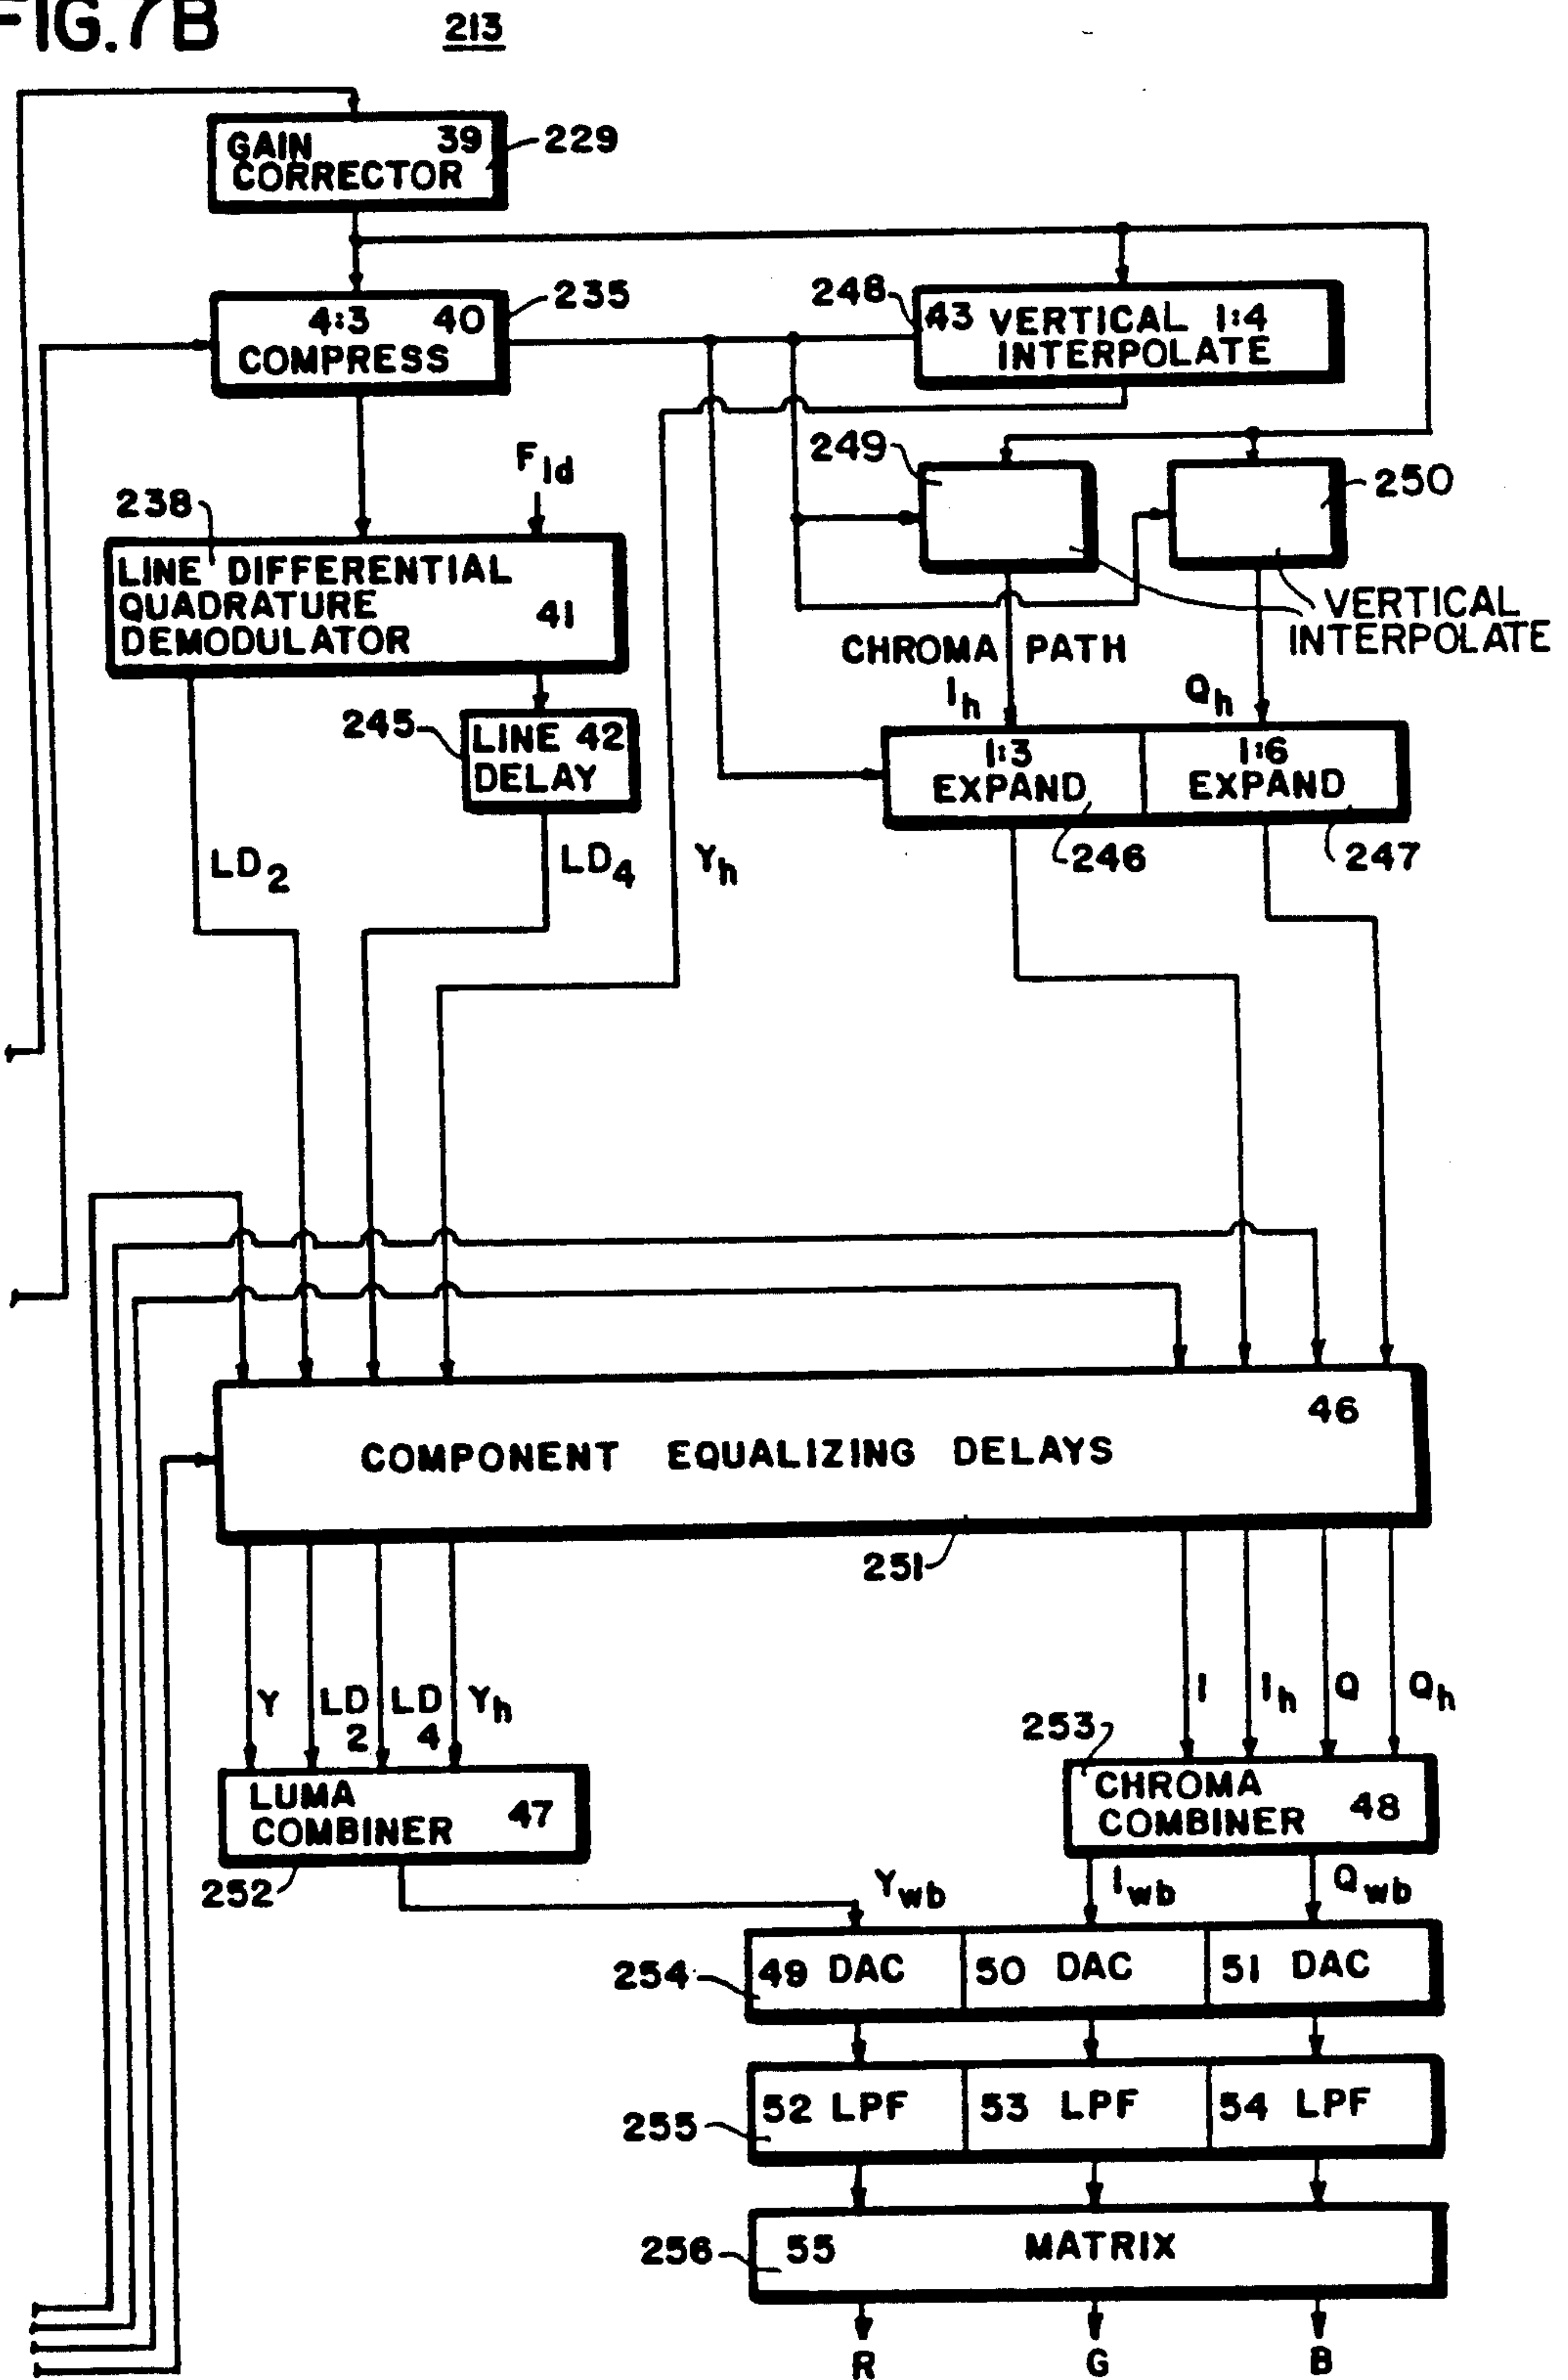 FIG.7B
213
GAIN 39
CORRECTOR
229
4:3 40
COMPRESS
235
248
43 VERTICAL 1:4
INTERPOLATE
249
250
VERTICAL
INTERPOLATE
Fld
238
LINE DIFFERENTIAL
QUADRATURE
DEMODULATOR
41
CHROMA PATH
Ih
Qh
245
LINE 42
DELAY
1:3
EXPAND
1:6
EXPAND
246
247
LD2
LD4
Yh
46
COMPONENT EQUALIZING DELAYS
251
Y
LD
2
LD
4
Yh
I
Ih
Q
Qh
253
LUMA
COMBINER 47
252
CHROMA
COMBINER 48
Ywb
Iwb
Qwb
254
49 DAC
50 DAC
51 DAC
255
52 LPF
53 LPF
54 LPF
256
55 MATRIX
R
G
B